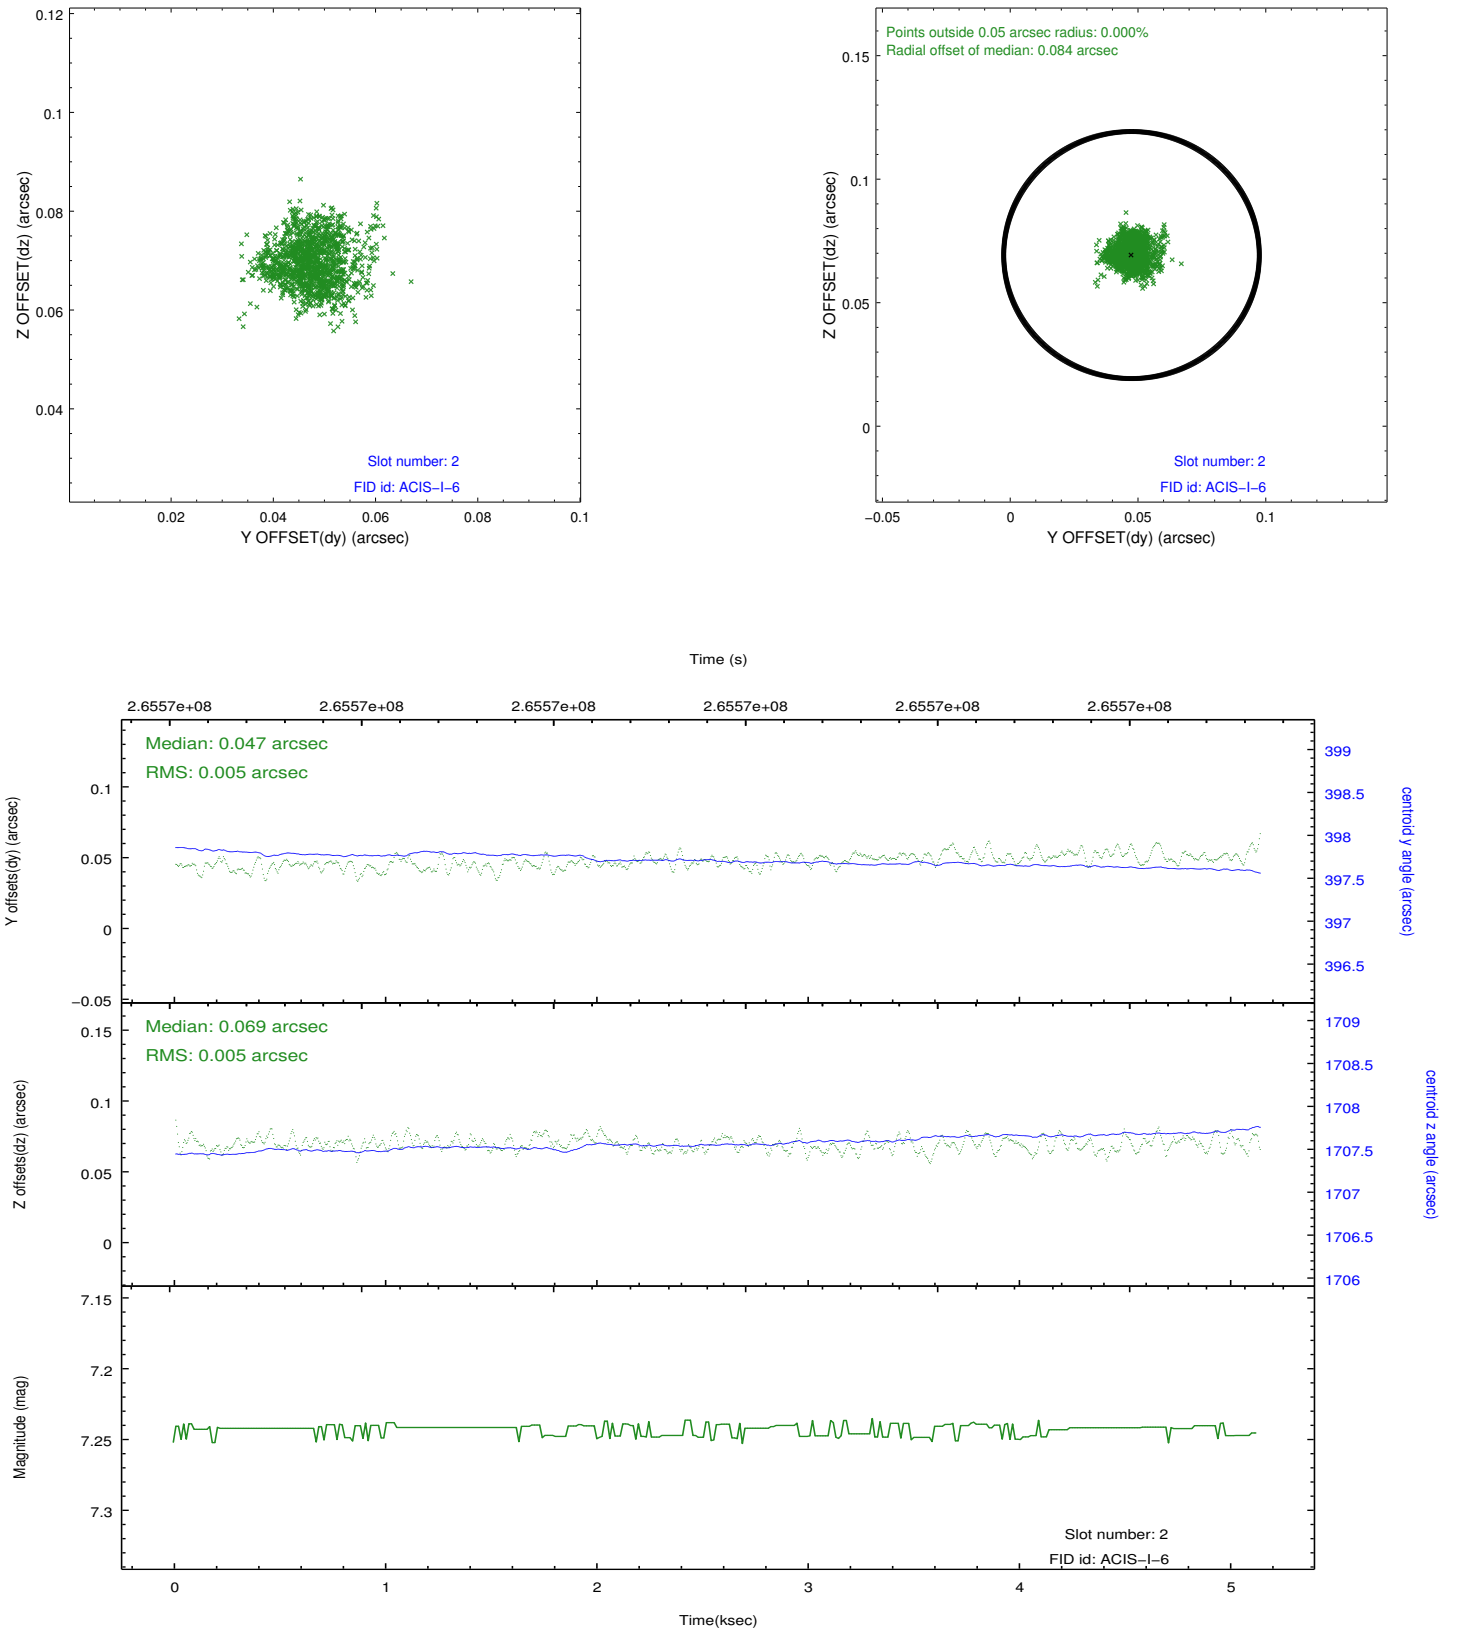 0.12
0.1
0.08
0.06
0.04
Z OFFSET(dz) (arcsec)
Slot number: 2
FID id: ACIS−I−6
0.02
0.04
0.06
0.08
0.1
Y OFFSET(dy) (arcsec)
Points outside 0.05 arcsec radius: 0.000%
Radial offset of median: 0.084 arcsec
0.15
0.1
0.05
0
Z OFFSET(dz) (arcsec)
Slot number: 2
FID id: ACIS−I−6
−0.05
0
0.05
0.1
Y OFFSET(dy) (arcsec)
Time (s)
2.6557e+08
2.6557e+08
2.6557e+08
2.6557e+08
2.6557e+08
2.6557e+08
Median: 0.047 arcsec
RMS: 0.005 arcsec
0.1
0.05
0
−0.05
Y offsets(dy) (arcsec)
399
398.5
398
397.5
397
396.5
centroid y angle (arcsec)
Median: 0.069 arcsec
RMS: 0.005 arcsec
0.15
0.1
0.05
0
Z offsets(dz) (arcsec)
1709
1708.5
1708
1707.5
1707
1706.5
1706
centroid z angle (arcsec)
7.15
7.2
7.25
7.3
Magnitude (mag)
Slot number: 2
FID id: ACIS−I−6
0
1
2
3
4
5
Time(ksec)